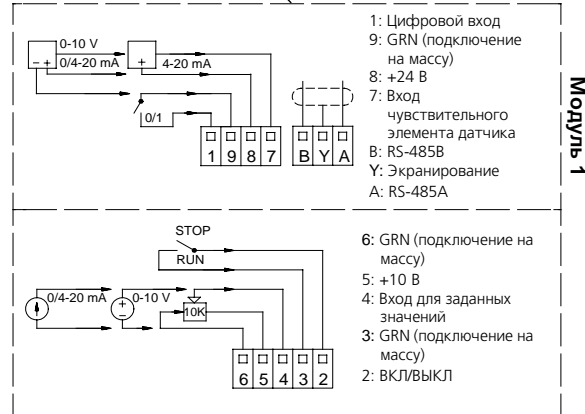 0-10 V
0/4-20 mA
- +
+
4-20 mA
0/1
1 9 8 7
B Y A
1: Цифровой вход
9: GRN (подключение
на массу)
8: +24 В
7: Вход
чувствительного
элемента датчика
B: RS-485B
Y: Экранирование
A: RS-485A
Модуль 1
STOP
RUN
0/4-20 mA
+
-
0-10 V
10K
6 5 4 3 2
6: GRN (подключение на
массу)
5: +10 В
4: Вход для заданных
значений
3: GRN (подключение на
массу)
2: ВКЛ/ВЫКЛ